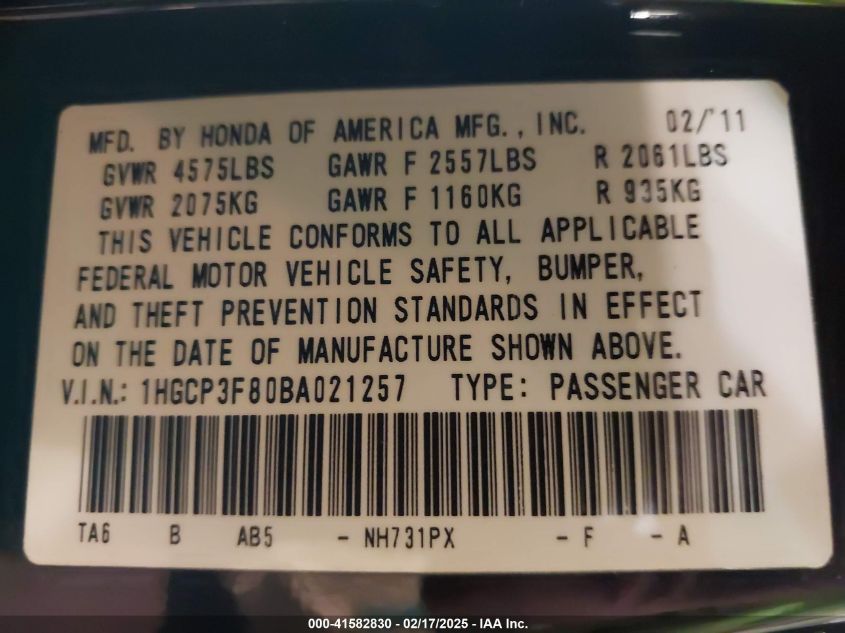 MFD. BY HONDA OF AMERICA MFG., INC. 02/'11
GVWR 4575LBS GAWR F 2557LBS R 2061LBS
GVWR 2075KG GAWR F 1160KG R 935KG
THIS VEHICLE CONFORMS TO ALL APPLICABLE
FEDERAL MOTOR VEHICLE SAFETY, BUMPER,
AND THEFT PREVENTION STANDARDS IN EFFECT
ON THE DATE OF MANUFACTURE SHOWN ABOVE.
V.I.N.: 1HGCP3F80BA021257 TYPE: PASSENGER CAR
TA6 B AB5 - NH731PX - F - A
000-41582830 - 02/17/2025 - IAA Inc.